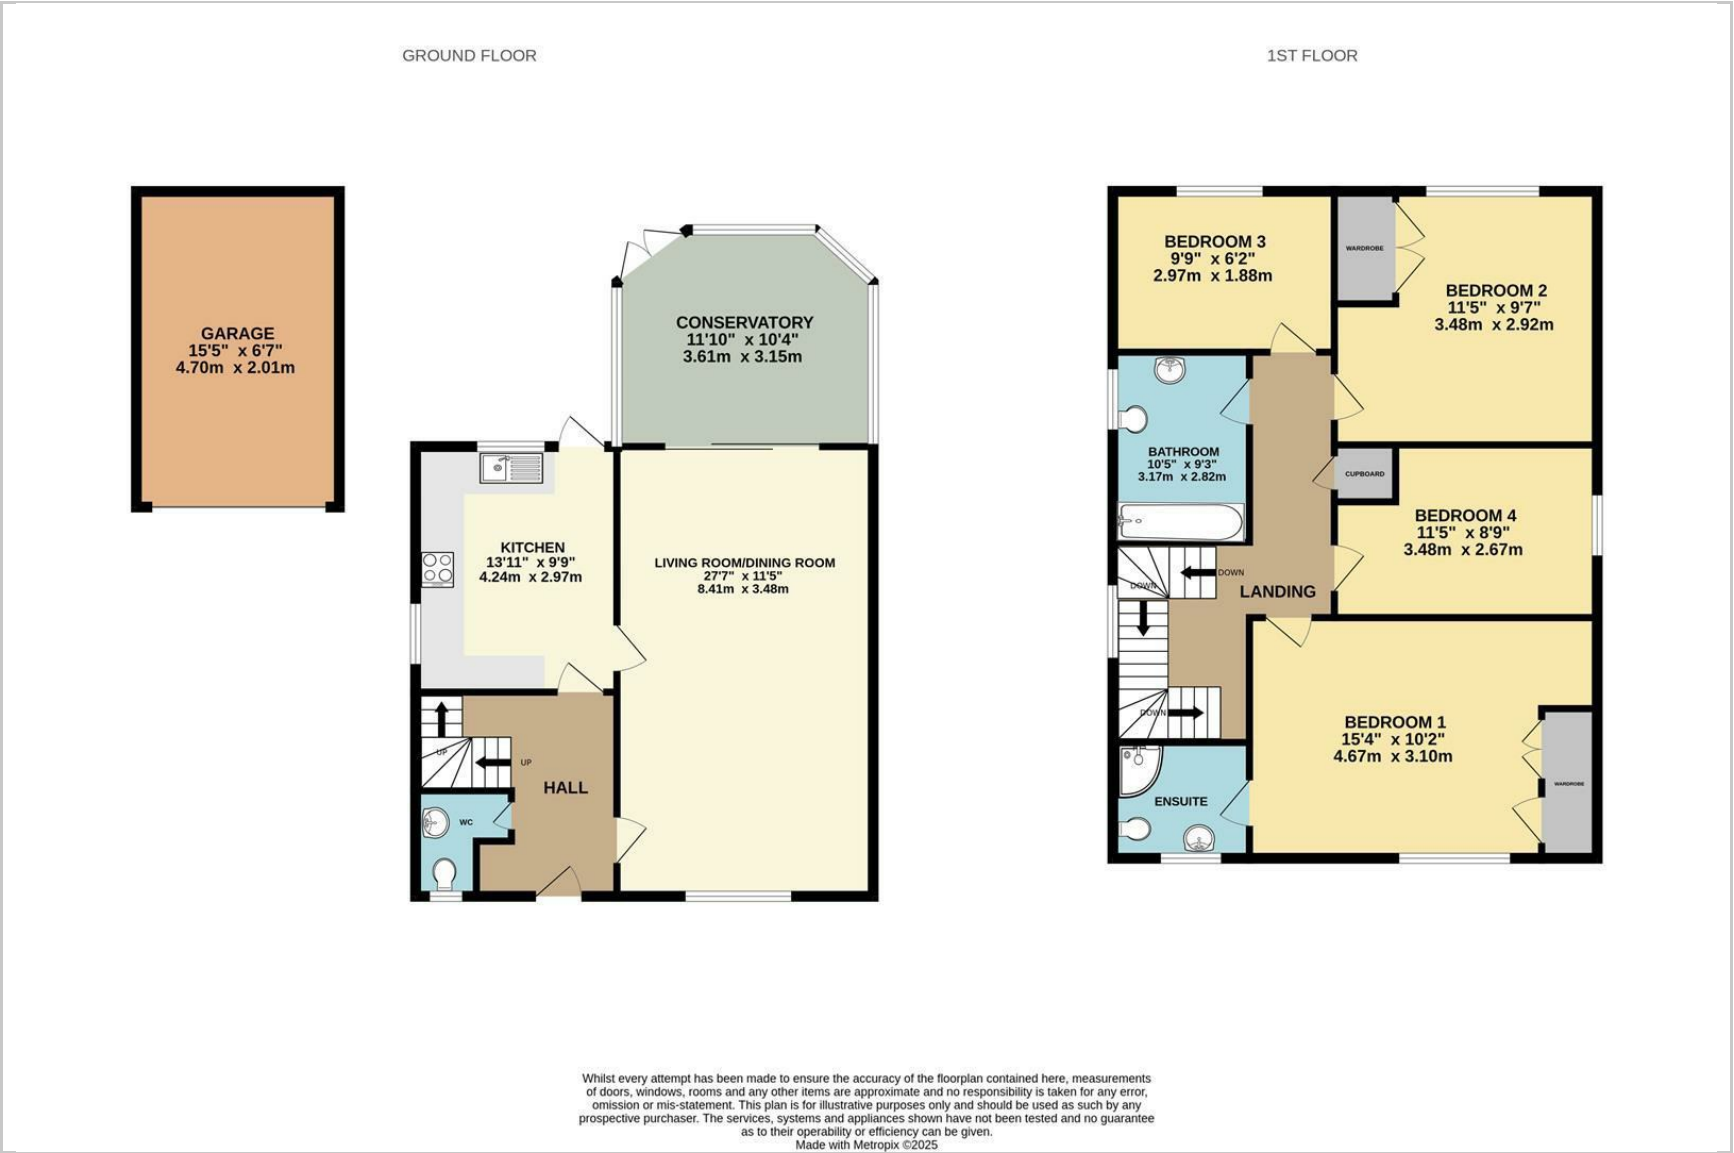 GROUND FLOOR
GARAGE
15'5" x 6'7"
4.70m x 2.01m
CONSERVATORY
11'10" x 10'4"
3.61m x 3.15m
KITCHEN
13'11" x 9'9"
4.24m x 2.97m
LIVING ROOM/DINING ROOM
27'7" x 11'5"
8.41m x 3.48m
UP
UP
HALL
WC
1ST FLOOR
BEDROOM 3
9'9" x 6'2"
2.97m x 1.88m
WARDROBE
BEDROOM 2
11'5" x 9'7"
3.48m x 2.92m
BATHROOM
10'5" x 9'3"
3.17m x 2.82m
CUPBOARD
BEDROOM 4
11'5" x 8'9"
3.48m x 2.67m
DOWN
DOWN
LANDING
DOWN
BEDROOM 1
15'4" x 10'2"
4.67m x 3.10m
WARDROBE
ENSUITE
Whilst every attempt has been made to ensure the accuracy of the floorplan contained here, measurements
of doors, windows, rooms and any other items are approximate and no responsibility is taken for any error,
omission or mis-statement. This plan is for illustrative purposes only and should be used as such by any
prospective purchaser. The services, systems and appliances shown have not been tested and no guarantee
as to their operability or efficiency can be given.
Made with Metropix ©2025